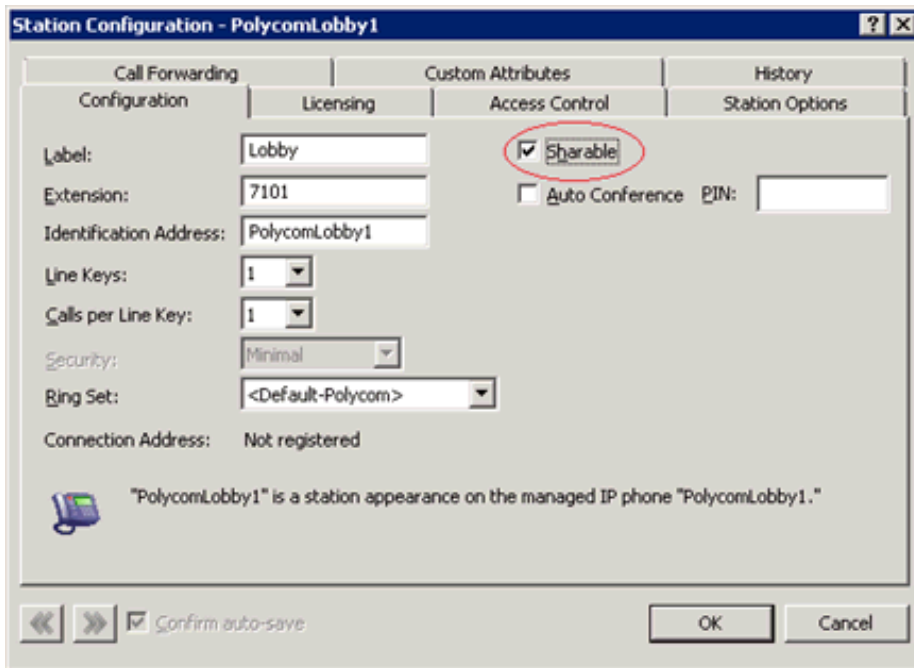 Station Configuration - PolycomLobby1
Call Forwarding Custom Attributes History
Configuration Licensing Access Control Station Options
Label: Lobby Sharable
Extension: 7101 Auto Conference PIN:
Identification Address: PolycomLobby1
Line Keys: 1
Calls per Line Key: 1
Security: Minimal
Ring Set: <Default-Polycom>
Connection Address: Not registered
"PolycomLobby1" is a station appearance on the managed IP phone "PolycomLobby1."
Confirm auto-save OK Cancel